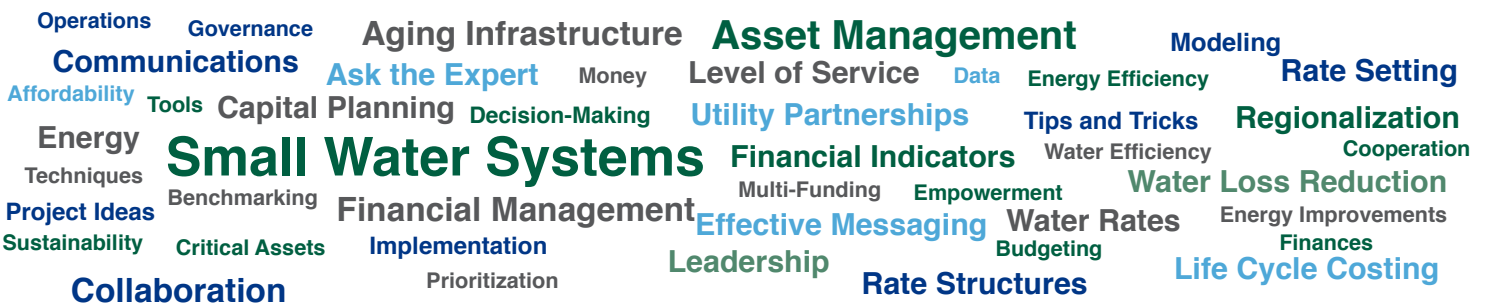 Operations
Governance
Aging Infrastructure
Asset Management
Modeling
Communications
Ask the Expert
Money
Level of Service
Data
Energy Efficiency
Rate Setting
Affordability
Tools
Capital Planning
Decision-Making
Utility Partnerships
Tips and Tricks
Regionalization
Energy
Small Water Systems
Financial Indicators
Water Efficiency
Cooperation
Techniques
Benchmarking
Multi-Funding
Empowerment
Water Loss Reduction
Project Ideas
Financial Management
Effective Messaging
Water Rates
Energy Improvements
Sustainability
Critical Assets
Implementation
Budgeting
Finances
Leadership
Life Cycle Costing
Collaboration
Prioritization
Rate Structures